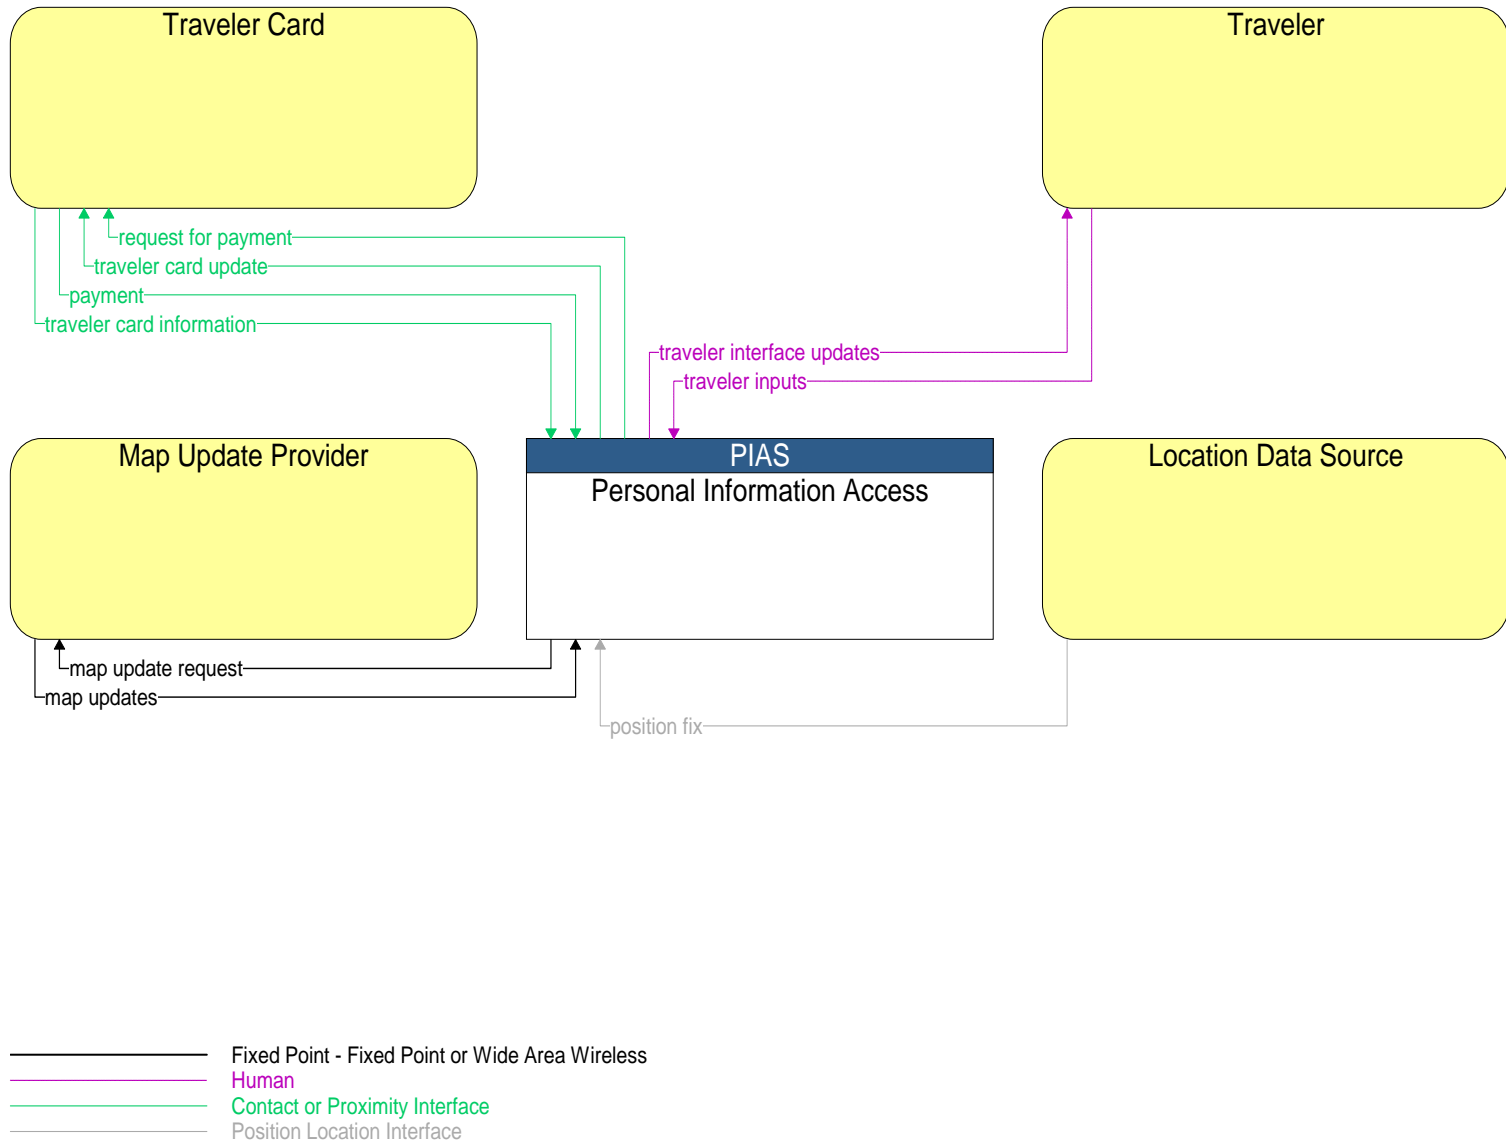 Traveler Card
Traveler
request for payment
traveler card update
payment
traveler card information
traveler interface updates
traveler inputs
Map Update Provider
PIAS
Personal Information Access
Location Data Source
map update request
map updates
position fix
Fixed Point - Fixed Point or Wide Area Wireless
Human
Contact or Proximity Interface
Position Location Interface